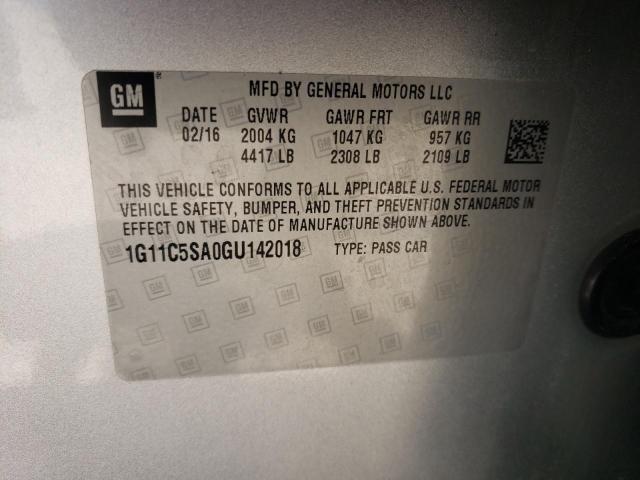 GM
MFD BY GENERAL MOTORS LLC
DATE GVWR GAWR FRT GAWR RR
02/16 2004 KG 1047 KG 957 KG
4417 LB 2308 LB 2109 LB
THIS VEHICLE CONFORMS TO ALL APPLICABLE U.S. FEDERAL MOTOR
VEHICLE SAFETY, BUMPER, AND THEFT PREVENTION STANDARDS IN
EFFECT ON THE DATE OF MANUFACTURE SHOWN ABOVE.
1G11C5SA0GU142018 TYPE: PASS CAR